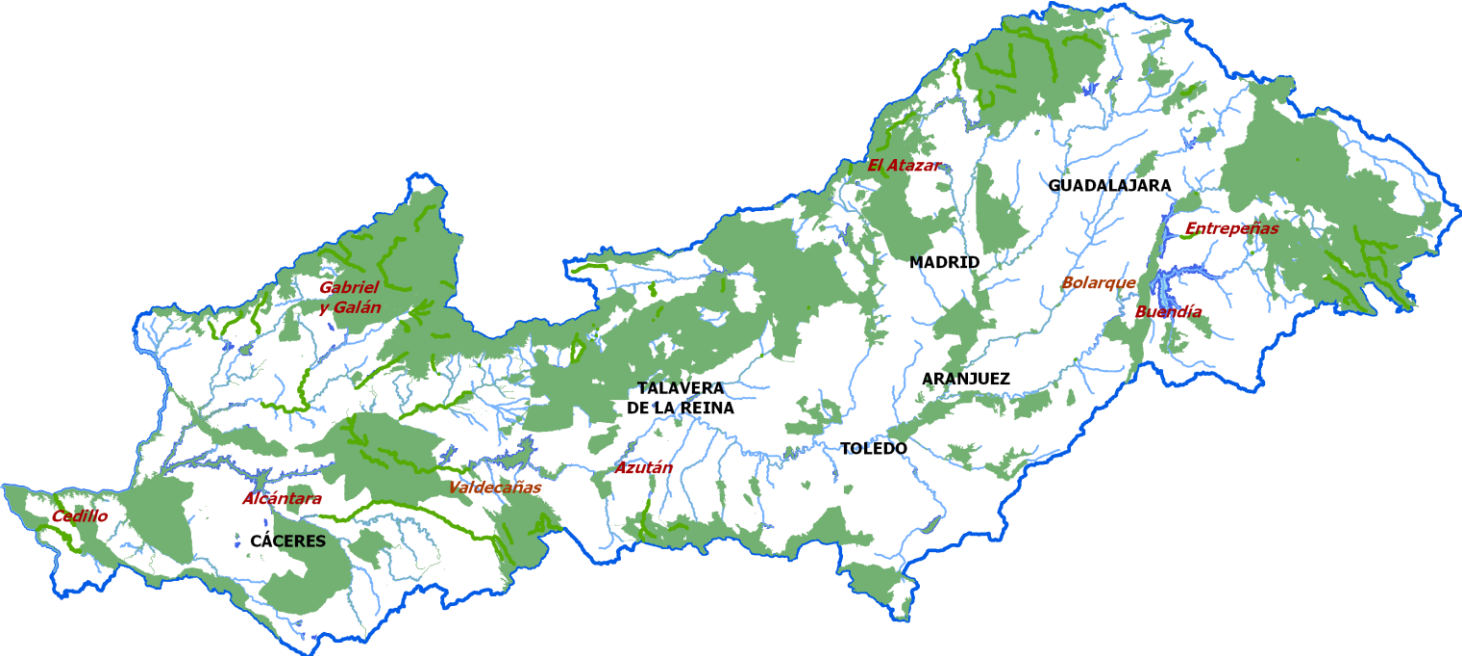 El Atazar
GUADALAJARA
Entrepeñas
MADRID
Bolarque
Gabriel
y Galán
Buendía
ARANJUEZ
TALAVERA
DE LA REINA
TOLEDO
Azután
Valdecañas
Alcántara
Cedillo
CÁCERES